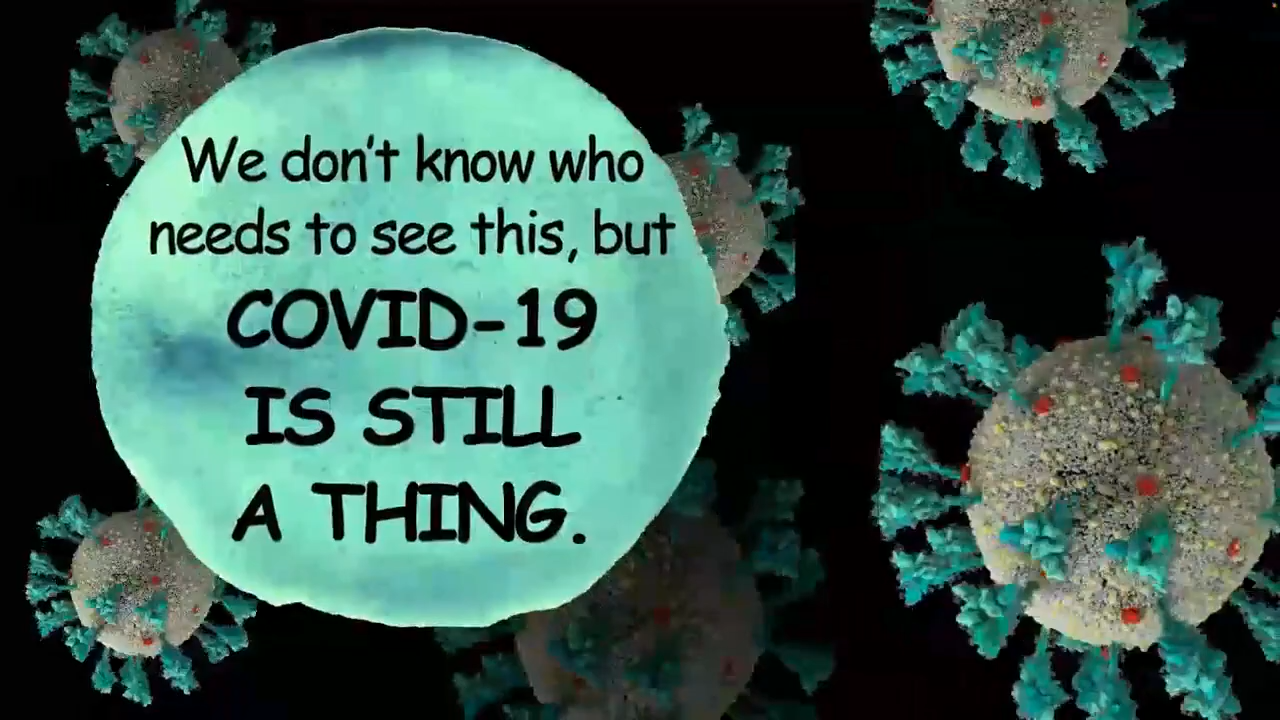 We don't know who
needs to see this, but
COVID-19
IS STILL
A THING.